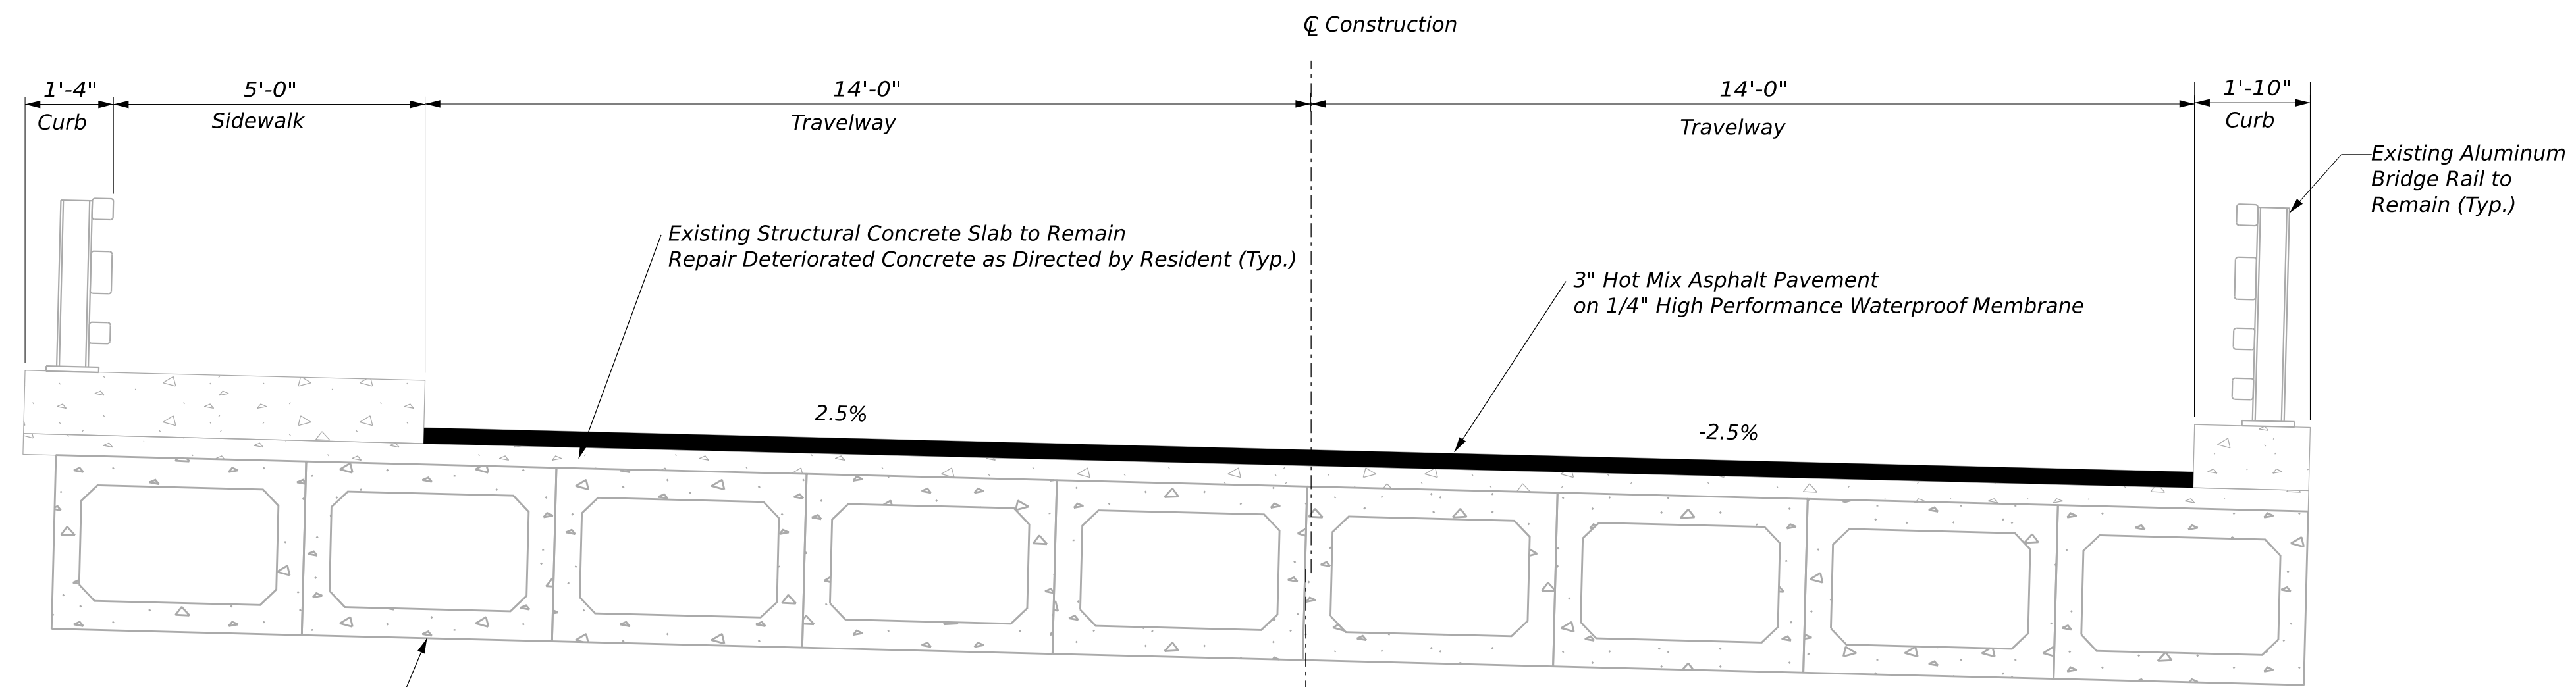 ℄ Construction
1'-4"
5'-0"
14'-0"
14'-0"
1'-10"
Curb
Sidewalk
Travelway
Travelway
Curb
Existing Aluminum
Bridge Rail to
Remain (Typ.)
Existing Structural Concrete Slab to Remain
Repair Deteriorated Concrete as Directed by Resident (Typ.)
3" Hot Mix Asphalt Pavement
on 1/4" High Performance Waterproof Membrane
2.5%
-2.5%